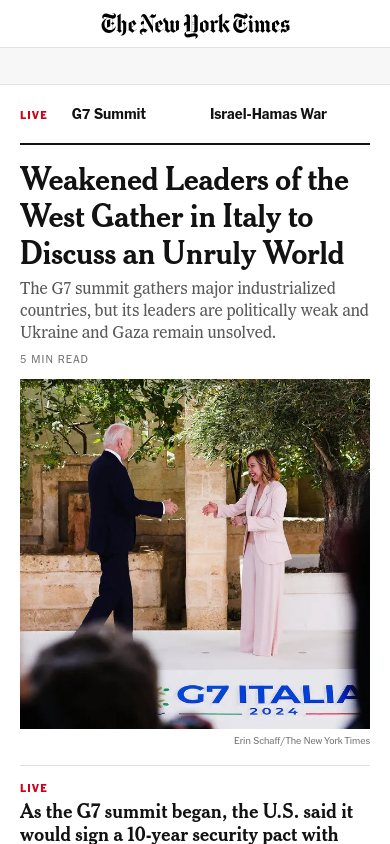 The New York Times
LIVE
G7 Summit
Israel-Hamas War
Weakened Leaders of the
West Gather in Italy to
Discuss an Unruly World
The G7 summit gathers major industrialized
countries, but its leaders are politically weak and
Ukraine and Gaza remain unsolved.
5 MIN READ
G7 ITALIA
2024
Erin Schaff/The New York Times
LIVE
As the G7 summit began, the U.S. said it
would sign a 10-year security pact with